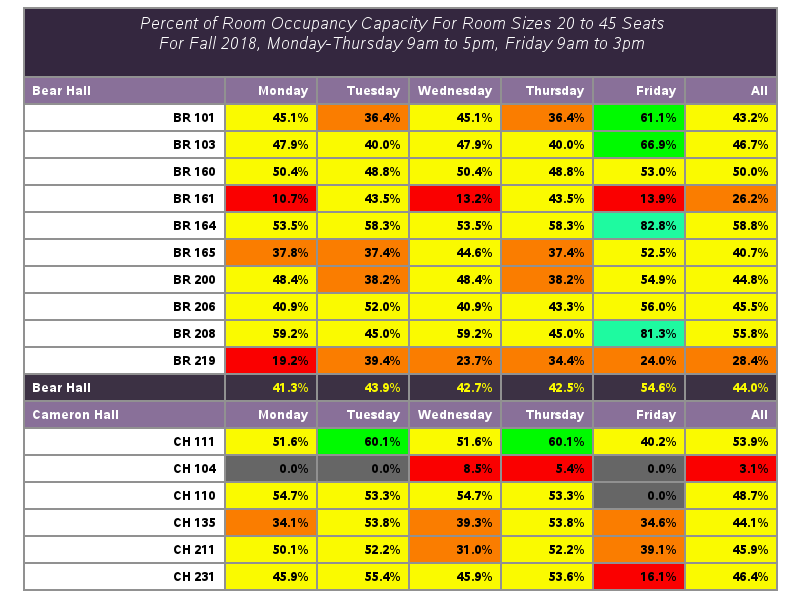 Percent of Room Occupancy Capacity For Room Sizes 20 to 45 Seats
For Fall 2018, Monday-Thursday 9am to 5pm, Friday 9am to 3pm
Bear Hall Monday Tuesday Wednesday Thursday Friday All
BR 101 45.1% 36.4% 45.1% 36.4% 61.1% 43.2%
BR 103 47.9% 40.0% 47.9% 40.0% 66.9% 46.7%
BR 160 50.4% 48.8% 50.4% 48.8% 53.0% 50.0%
BR 161 10.7% 43.5% 13.2% 43.5% 13.9% 26.2%
BR 164 53.5% 58.3% 53.5% 58.3% 82.8% 58.8%
BR 165 37.8% 37.4% 44.6% 37.4% 52.5% 40.7%
BR 200 48.4% 38.2% 48.4% 38.2% 54.9% 44.8%
BR 206 40.9% 52.0% 40.9% 43.3% 56.0% 45.5%
BR 208 59.2% 45.0% 59.2% 45.0% 81.3% 55.8%
BR 219 19.2% 39.4% 23.7% 34.4% 24.0% 28.4%
Bear Hall 41.3% 43.9% 42.7% 42.5% 54.6% 44.0%
Cameron Hall Monday Tuesday Wednesday Thursday Friday All
CH 111 51.6% 60.1% 51.6% 60.1% 40.2% 53.9%
CH 104 0.0% 0.0% 8.5% 5.4% 0.0% 3.1%
CH 110 54.7% 53.3% 54.7% 53.3% 0.0% 48.7%
CH 135 34.1% 53.8% 39.3% 53.8% 34.6% 44.1%
CH 211 50.1% 52.2% 31.0% 52.2% 39.1% 45.9%
CH 231 45.9% 55.4% 45.9% 53.6% 16.1% 46.4%